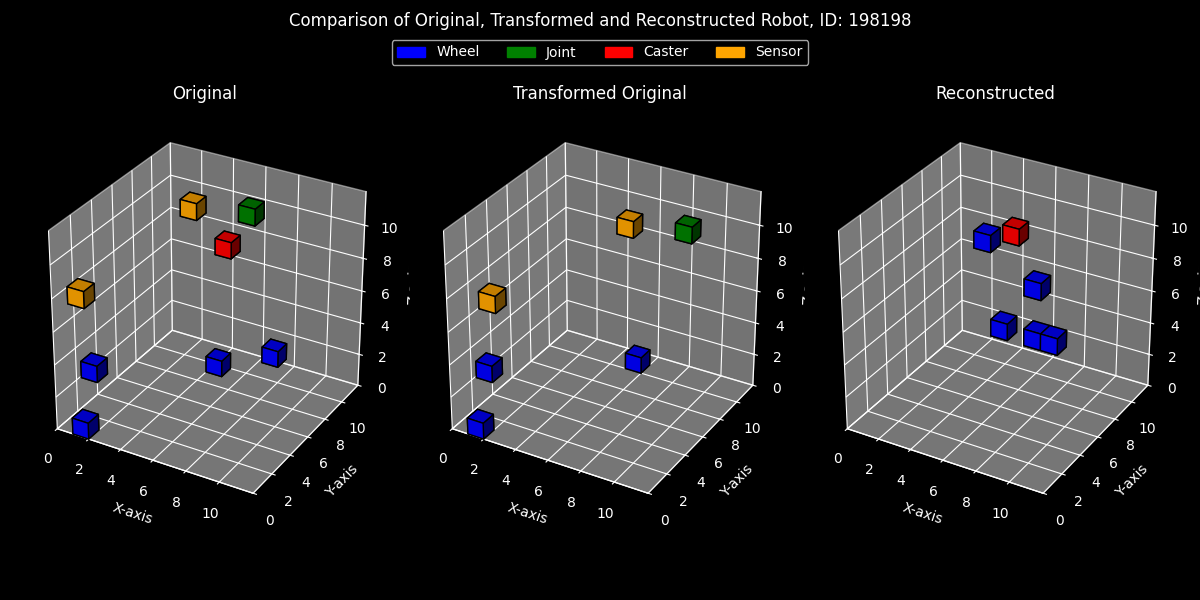 Comparison of Original, Transformed and Reconstructed Robot, ID: 198198
Wheel Joint Caster Sensor
Original
Transformed Original
Reconstructed
0 2 4 6 8 10
X-axis
0 2 4 6 8 10
Y-axis
0 2 4 6 8 10
0 2 4 6 8 10
X-axis
0 2 4 6 8 10
Y-axis
0 2 4 6 8 10
0 2 4 6 8 10
X-axis
0 2 4 6 8 10
Y-axis
0 2 4 6 8 10